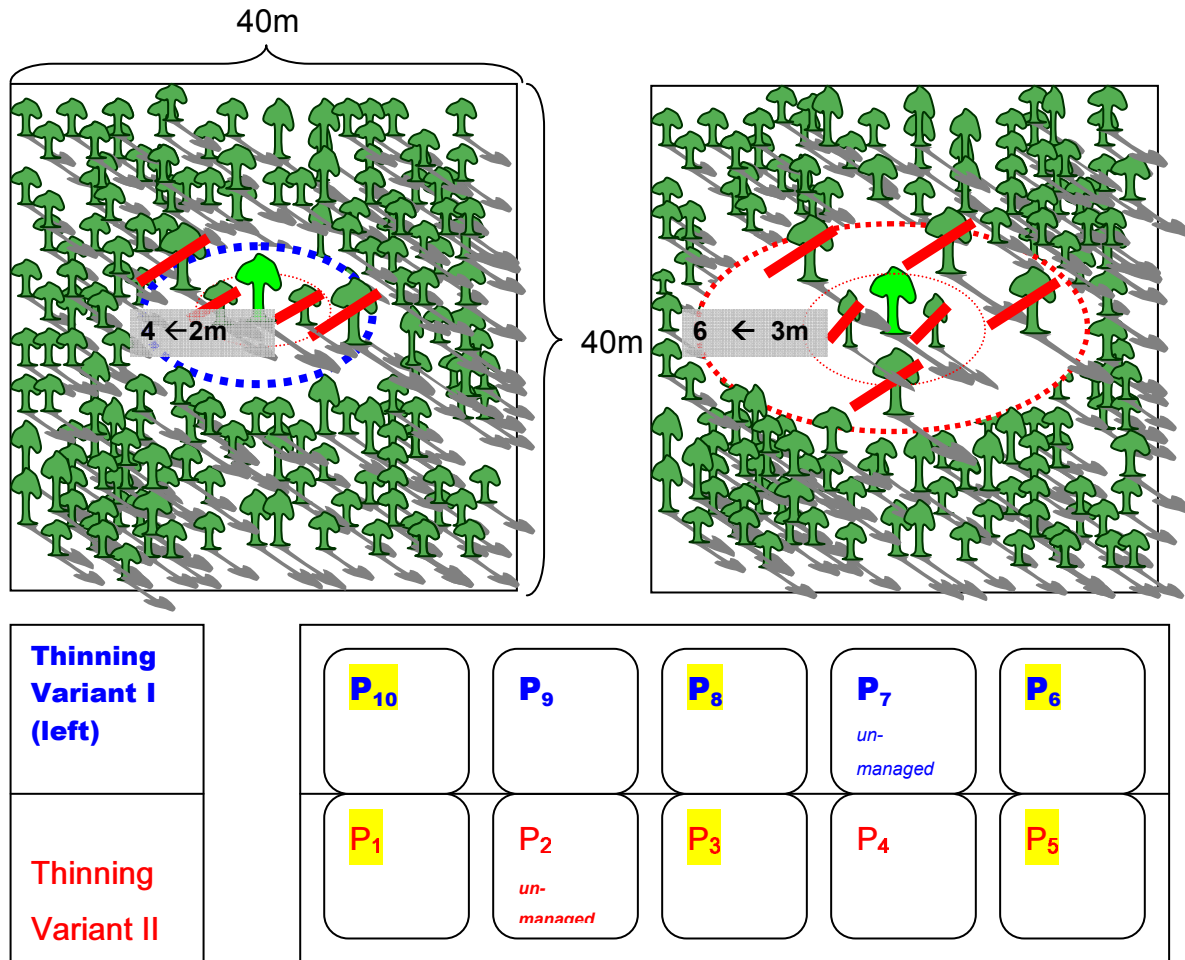 40m
40m
4 ←2m
6 ← 3m
Thinning
Variant I
(left)
P10
P9
P8
P7
un-
managed
P6
Thinning
Variant II
P1
P2
un-
managed
P3
P4
P5